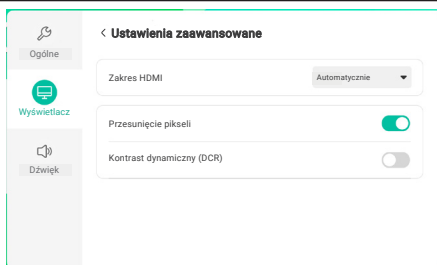 Ogólne
Wyświetlacz
Dźwięk
Ustawienia zaawansowane
Zakres HDMI
Automatycznie
Przesunięcie pikseli
Kontrast dynamiczny (DCR)